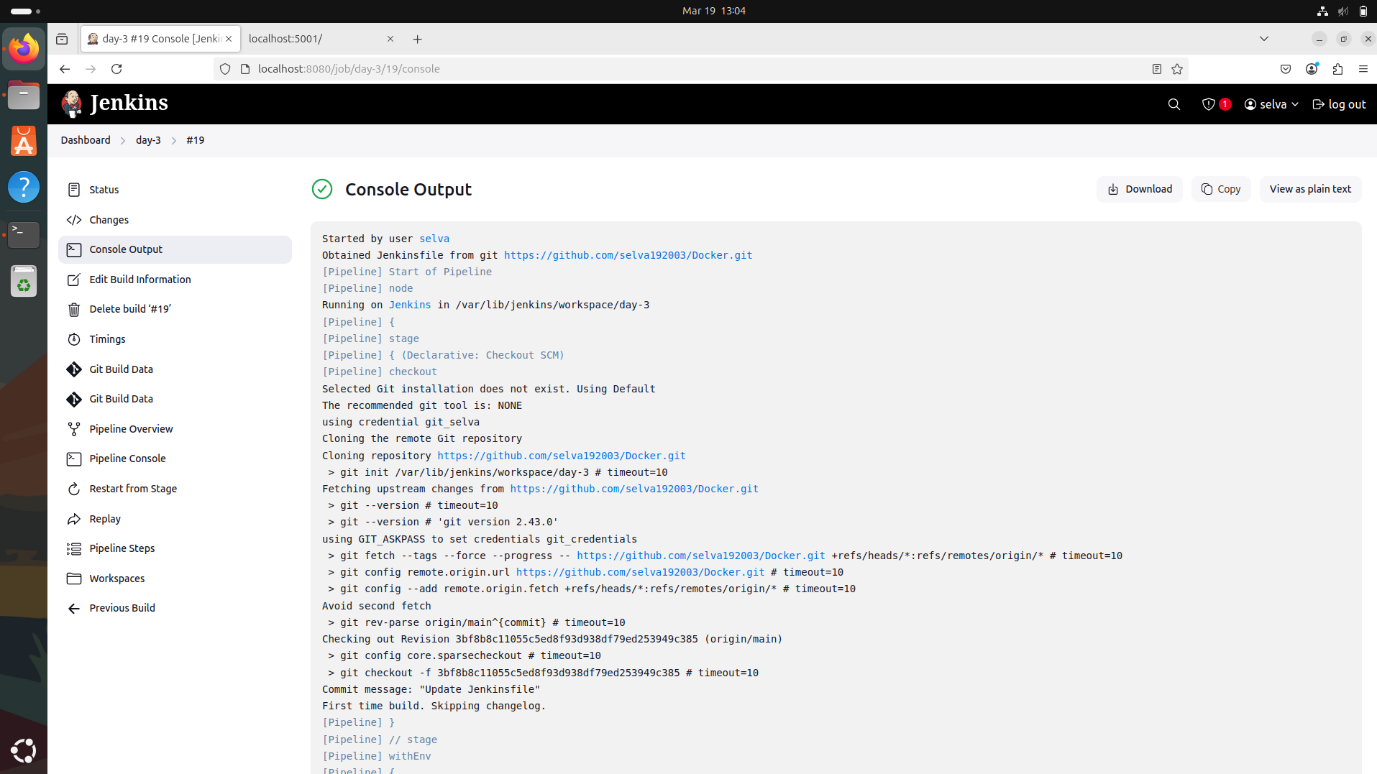 Mar 19 13:04
day-3 #19 Console [Jenki
localhost:5001/
localhost:8080/job/day-3/19/console
Jenkins
1
selva
log out
Dashboard
day-3
#19
Status
Changes
Console Output
Edit Build Information
Delete build ‘#19’
Timings
Git Build Data
Git Build Data
Pipeline Overview
Pipeline Console
Restart from Stage
Replay
Pipeline Steps
Workspaces
Previous Build
Console Output
Download
Copy
View as plain text
Started by user selva
Obtained Jenkinsfile from git https://github.com/selva192003/Docker.git
[Pipeline] Start of Pipeline
[Pipeline] node
Running on Jenkins in /var/lib/jenkins/workspace/day-3
[Pipeline] {
[Pipeline] stage
[Pipeline] { (Declarative: Checkout SCM)
[Pipeline] checkout
Selected Git installation does not exist. Using Default
The recommended git tool is: NONE
using credential git_selva
Cloning the remote Git repository
Cloning repository https://github.com/selva192003/Docker.git
 > git init /var/lib/jenkins/workspace/day-3 # timeout=10
Fetching upstream changes from https://github.com/selva192003/Docker.git
 > git --version # timeout=10
 > git --version # 'git version 2.43.0'
using GIT_ASKPASS to set credentials git_credentials
 > git fetch --tags --force --progress -- https://github.com/selva192003/Docker.git +refs/heads/*:refs/remotes/origin/* # timeout=10
 > git config remote.origin.url https://github.com/selva192003/Docker.git # timeout=10
 > git config --add remote.origin.fetch +refs/heads/*:refs/remotes/origin/* # timeout=10
Avoid second fetch
 > git rev-parse origin/main^{commit} # timeout=10
Checking out Revision 3bf8b8c11055c5ed8f93d938df79ed253949c385 (origin/main)
 > git config core.sparsecheckout # timeout=10
 > git checkout -f 3bf8b8c11055c5ed8f93d938df79ed253949c385 # timeout=10
Commit message: "Update Jenkinsfile"
First time build. Skipping changelog.
[Pipeline] }
[Pipeline] // stage
[Pipeline] withEnv
[Pipeline] {